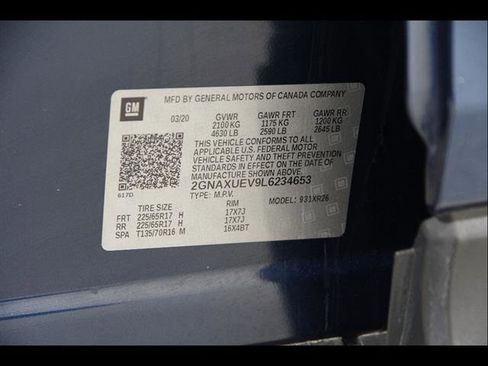 MFD BY GENERAL MOTORS OF CANADA COMPANY
GM
03/20 GVWR GAWR FRT GAWR RR
2100 KG 1175 KG 1200 KG
4630 LB 2590 LB 2645 LB
THIS VEHICLE CONFORMS TO ALL
APPLICABLE U.S. FEDERAL MOTOR
VEHICLE SAFETY AND THEFT PREVENTION
STANDARDS IN EFFECT ON THE DATE OF
MANUFACTURE SHOWN ABOVE.
2GNAXUEV9L6234653
617D TYPE: M.P.V. MODEL: 931XR26
TIRE SIZE RIM
FRT 225/65R17 H 17X7J
RR 225/65R17 H 17X7J
SPA T135/70R16 M 16X4BT